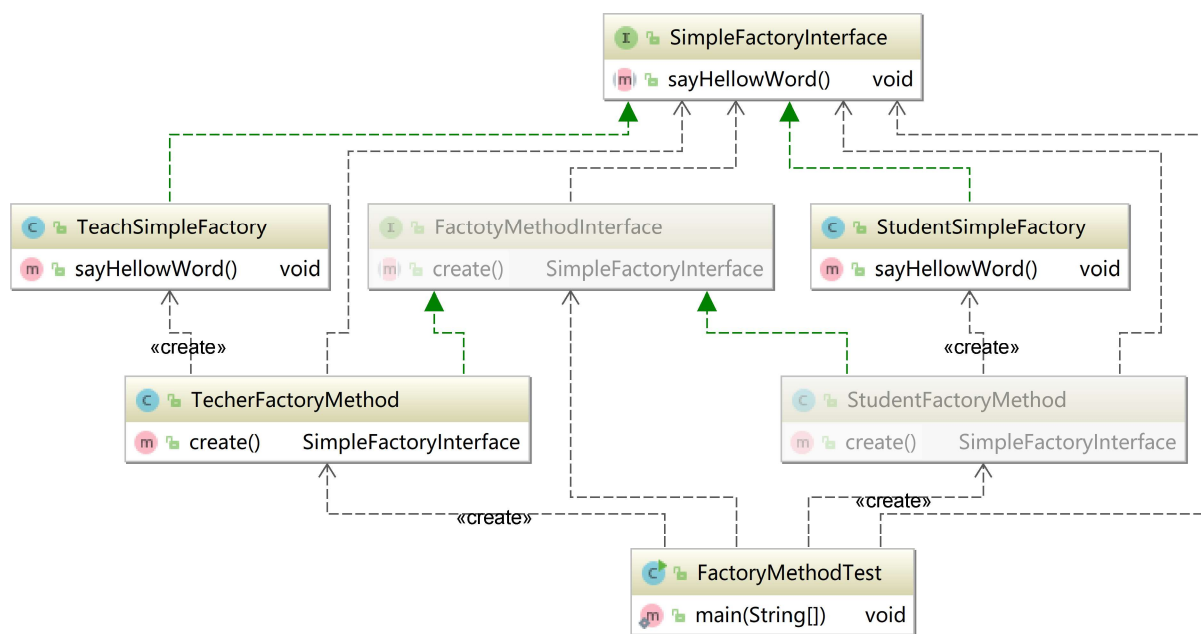 SimpleFactoryInterface
sayHellowWord() void
TeachSimpleFactory
sayHellowWord() void
FactotyMethodInterface
create() SimpleFactoryInterface
StudentSimpleFactory
sayHellowWord() void
«create»
«create»
TecherFactoryMethod
create() SimpleFactoryInterface
StudentFactoryMethod
create() SimpleFactoryInterface
«create»
«create»
FactoryMethodTest
main(String[]) void